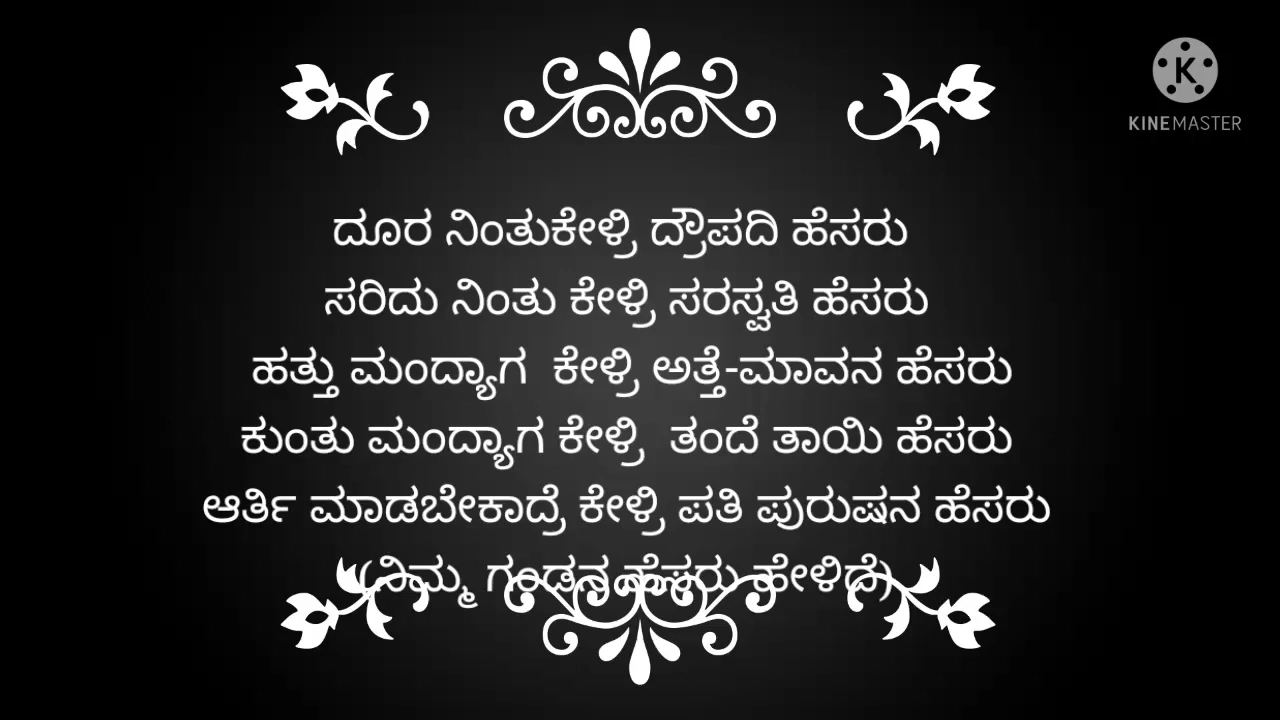 KINEMASTER
ದೂರ ನಿಂತುಕೇಳ್ರಿ ದ್ರೌಪದಿ ಹೆಸರು
ಸರಿದು ನಿಂತು ಕೇಳ್ರಿ ಸರಸ್ವತಿ ಹೆಸರು
ಹತ್ತು ಮಂದ್ಯಾಗ ಕೇಳ್ರಿ ಅತ್ತೆ-ಮಾವನ ಹೆಸರು
ಕುಂತು ಮಂದ್ಯಾಗ ಕೇಳ್ರಿ ತಂದೆ ತಾಯಿ ಹೆಸರು
ಆರ್ತಿ ಮಾಡಬೇಕಾದ್ರೆ ಕೇಳ್ರಿ ಪತಿ ಪುರುಷನ ಹೆಸರು
(ನಿಮ್ಮ ಗಂಡನ ಹೆಸರು ಹೇಳಿದೆ)